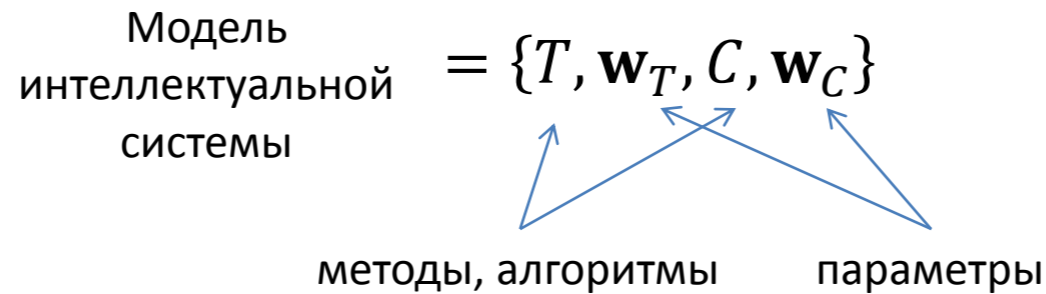 Модель
интеллектуальной
системы
= {T, w_T, C, w_C}
методы, алгоритмы
параметры